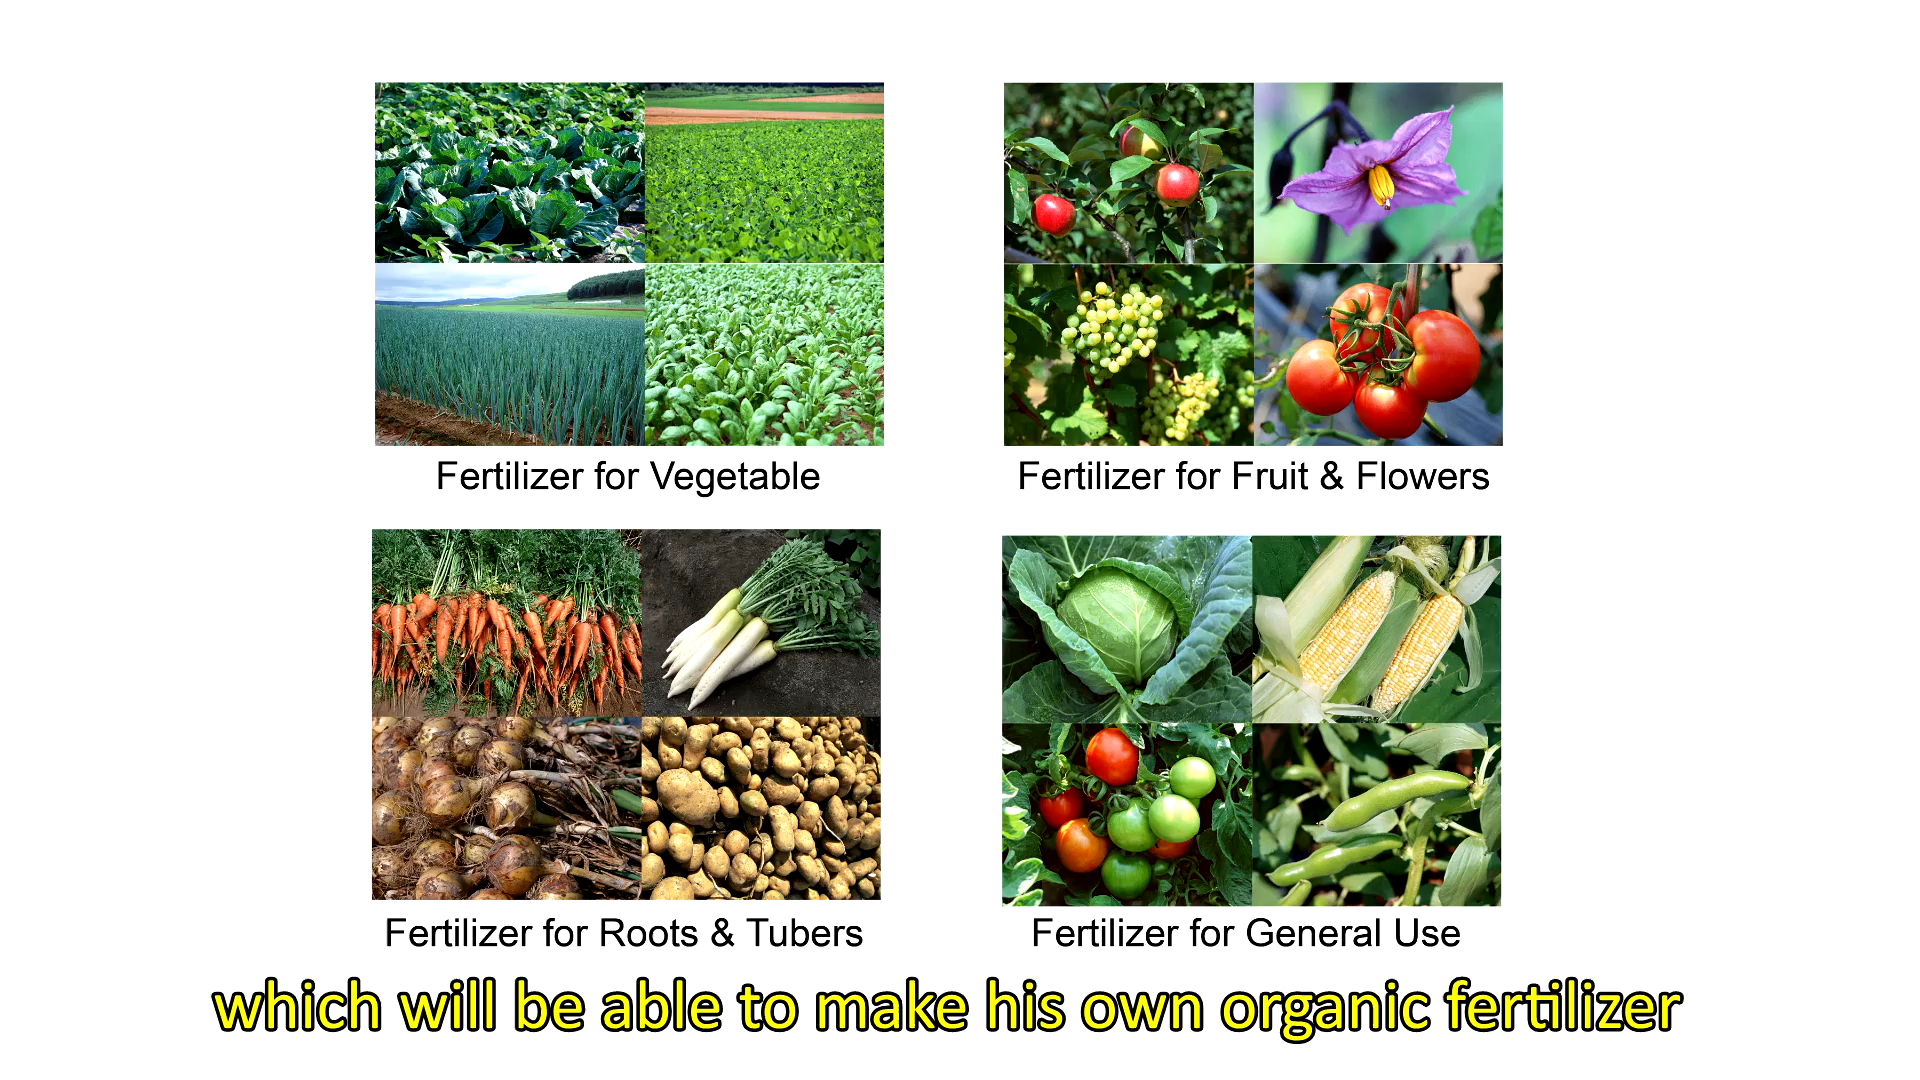 Fertilizer for Vegetable
Fertilizer for Fruit & Flowers
Fertilizer for Roots & Tubers
Fertilizer for General Use
which will be able to make his own organic fertilizer